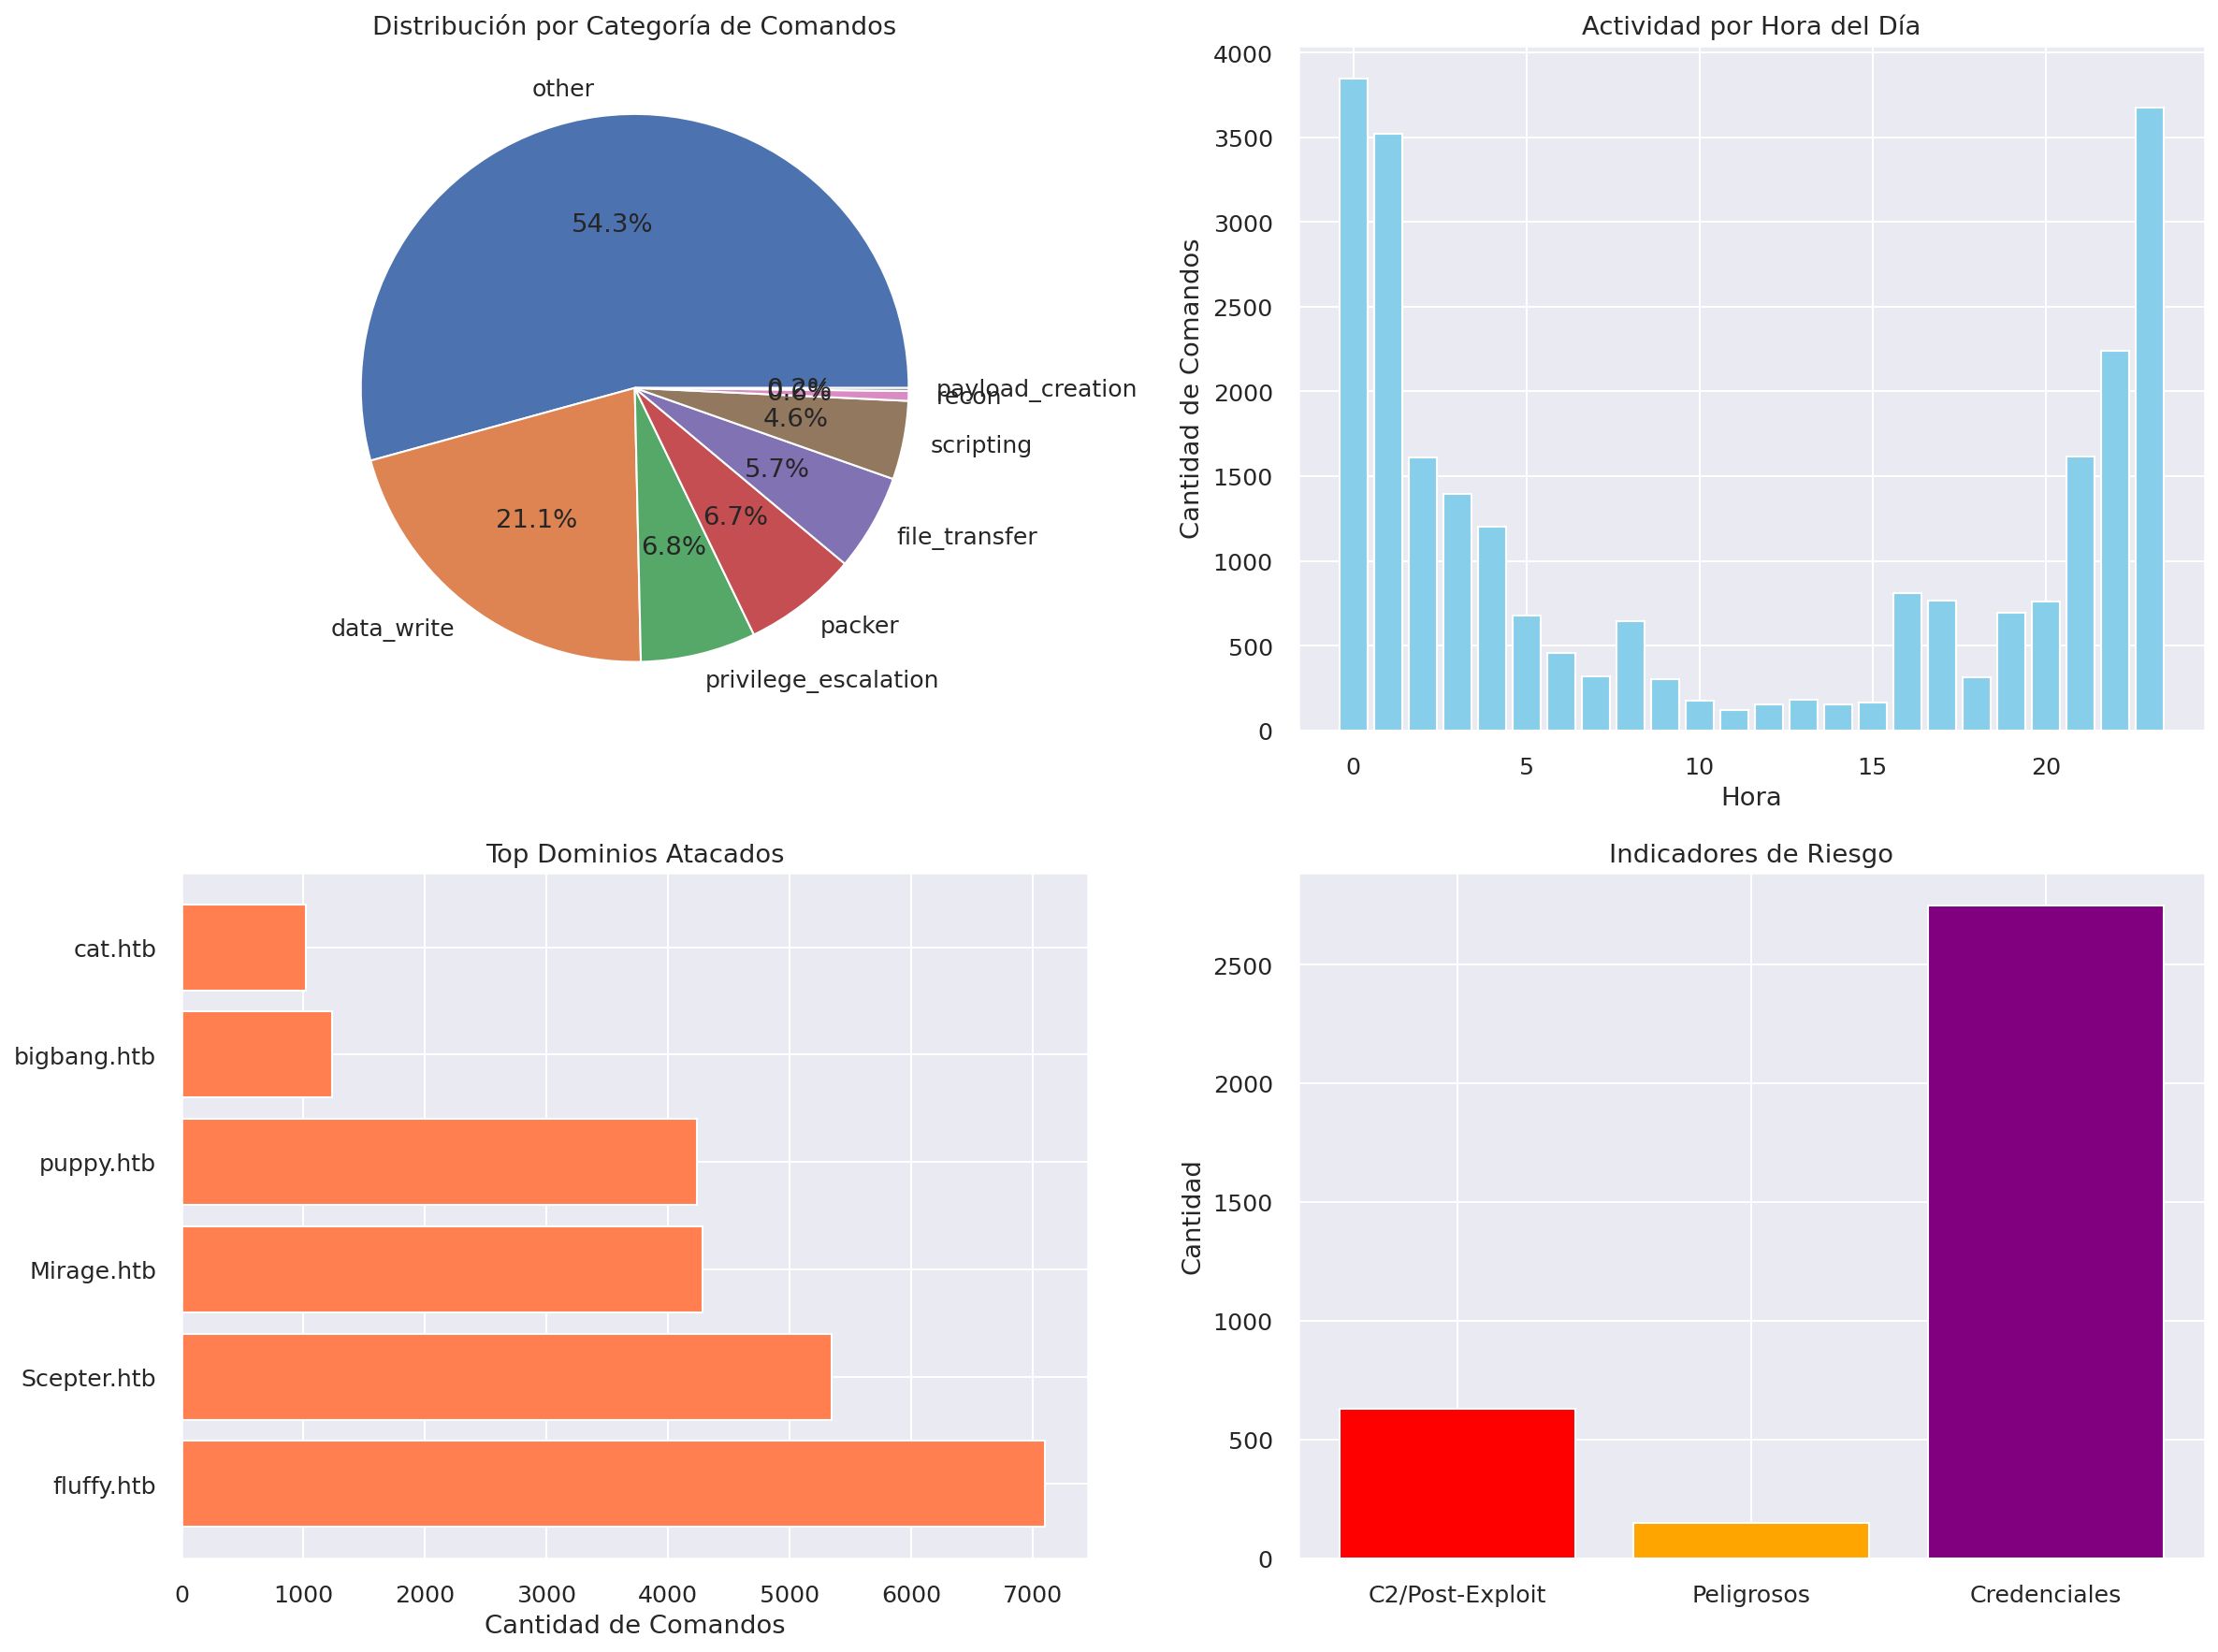 Distribución por Categoría de Comandos
other
54.3%
0.2%
payload_creation
0.6%
recon
4.6%
scripting
5.7%
file_transfer
6.7%
packer
6.8%
privilege_escalation
21.1%
data_write
Actividad por Hora del Día
Cantidad de Comandos
4000
3500
3000
2500
2000
1500
1000
500
0
0 5 10 15 20
Hora
Top Dominios Atacados
cat.htb
bigbang.htb
puppy.htb
Mirage.htb
Scepter.htb
fluffy.htb
0 1000 2000 3000 4000 5000 6000 7000
Cantidad de Comandos
Indicadores de Riesgo
Cantidad
2500
2000
1500
1000
500
0
C2/Post-Exploit Peligrosos Credenciales